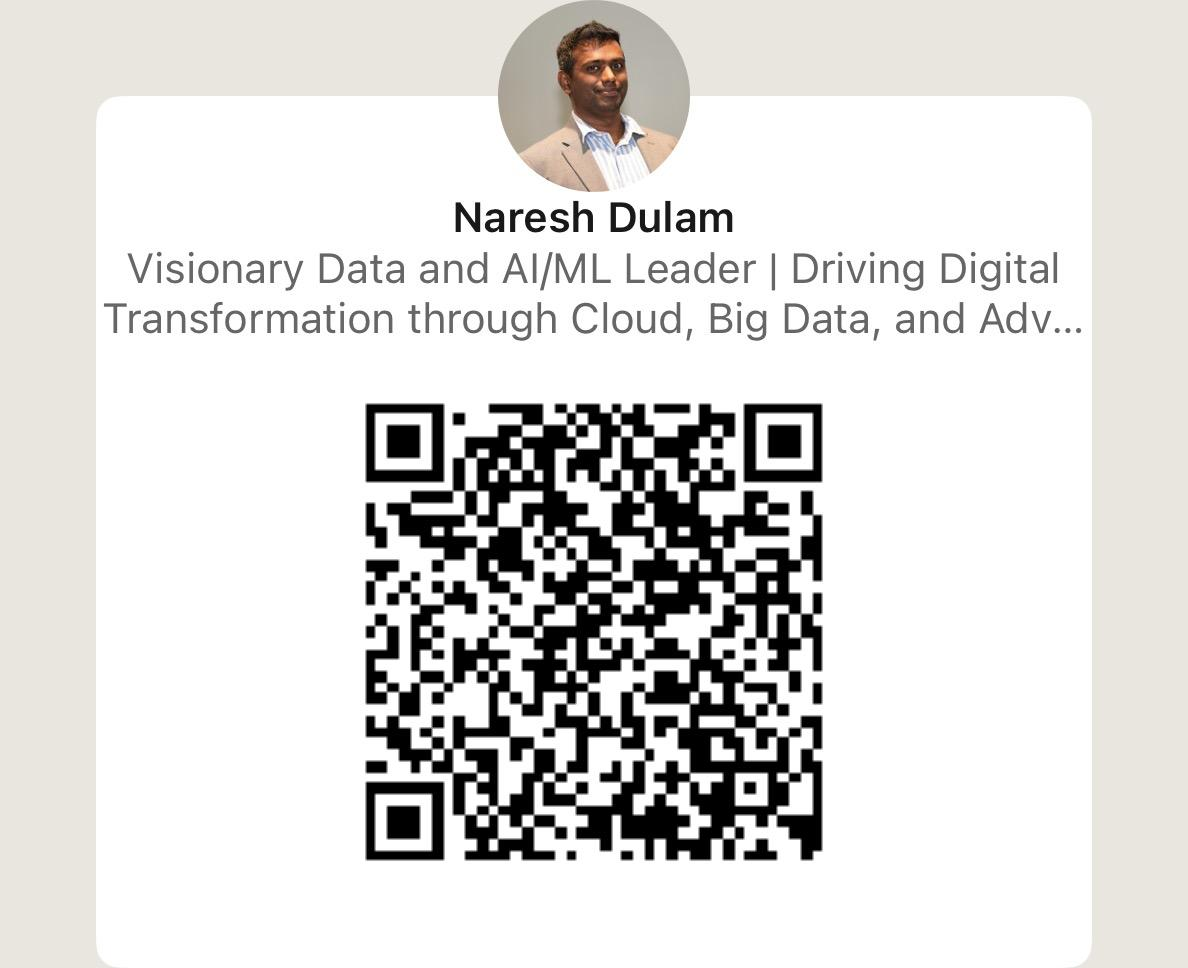 Naresh Dulam
Visionary Data and AI/ML Leader | Driving Digital
Transformation through Cloud, Big Data, and Adv...